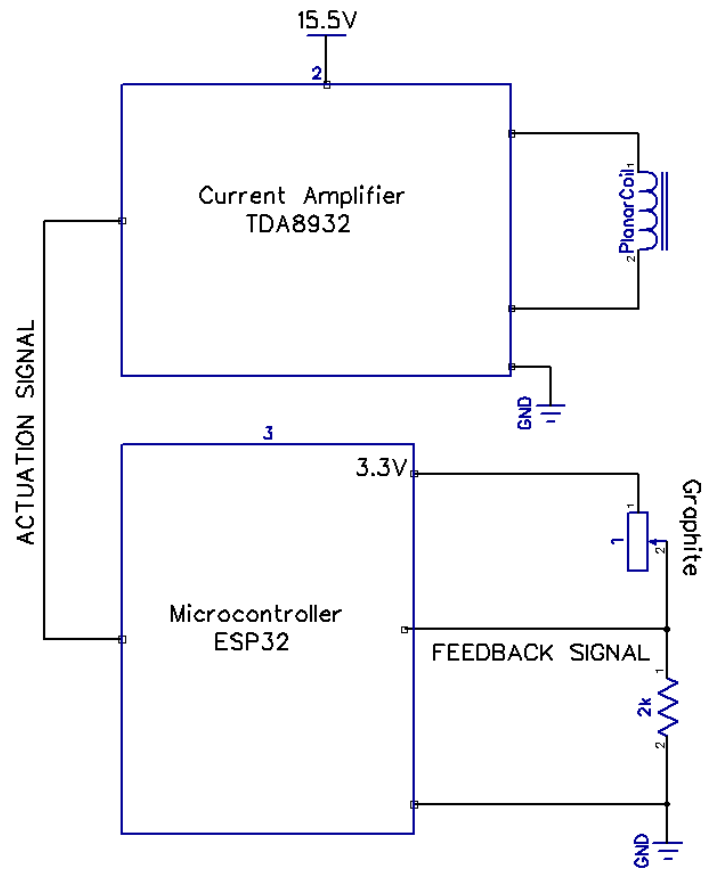 15.5V
2
Current Amplifier
TDA8932
1
PlanarCoil
2
GND
ACTUATION SIGNAL
3
3.3V
Graphite
1
1
2
Microcontroller
ESP32
FEEDBACK SIGNAL
1
2k
2
GND